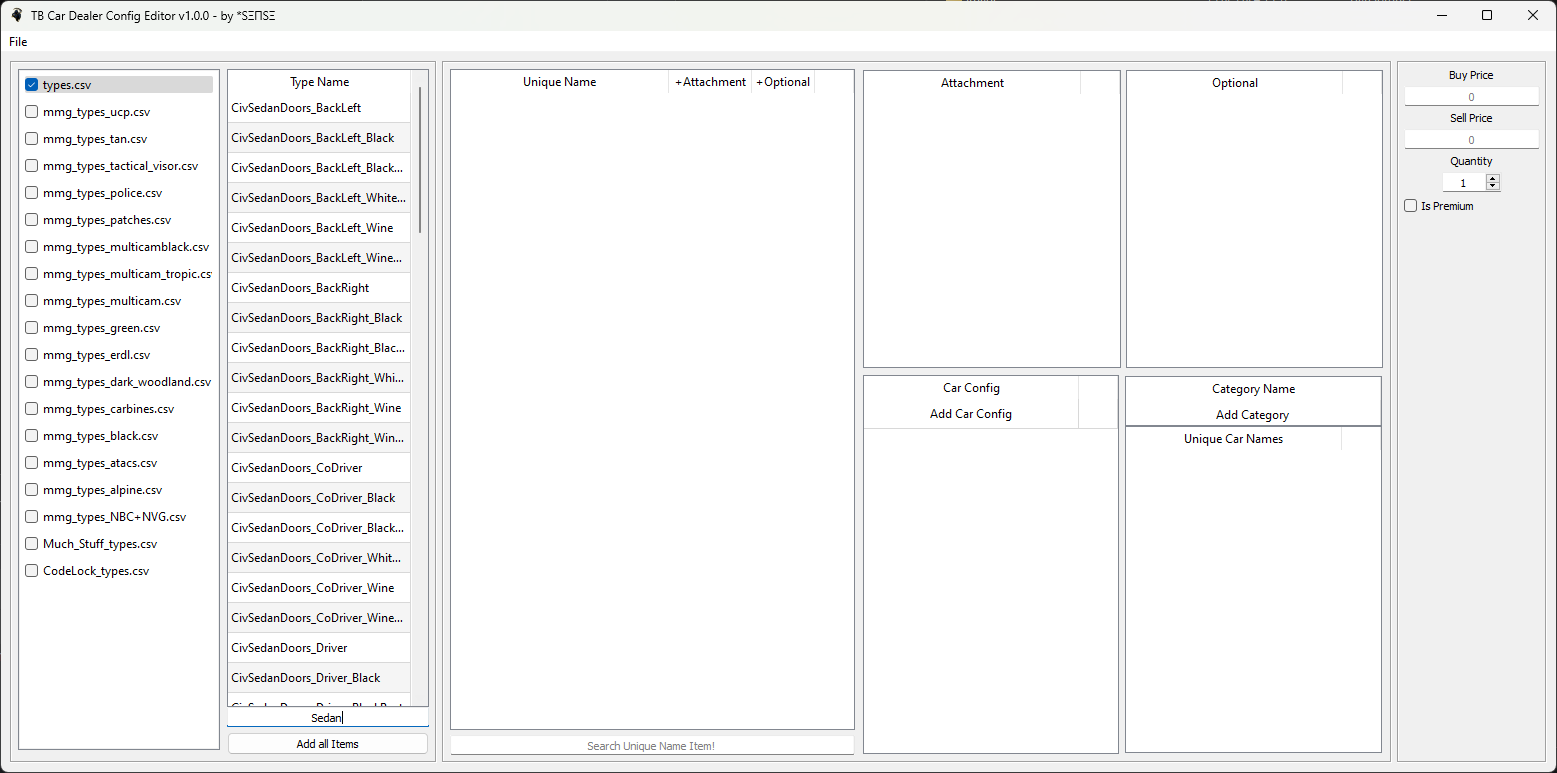 TB Car Dealer Config Editor v1.0.0 - by *SΞΠSΞ
File
types.csv
mmg_types_ucp.csv
mmg_types_tan.csv
mmg_types_tactical_visor.csv
mmg_types_police.csv
mmg_types_patches.csv
mmg_types_multicamblack.csv
mmg_types_multicam_tropic.cs
mmg_types_multicam.csv
mmg_types_green.csv
mmg_types_erdl.csv
mmg_types_dark_woodland.csv
mmg_types_carbines.csv
mmg_types_black.csv
mmg_types_atacs.csv
mmg_types_alpine.csv
mmg_types_NBC+NVG.csv
Much_Stuff_types.csv
CodeLock_types.csv
Type Name
CivSedanDoors_BackLeft
CivSedanDoors_BackLeft_Black
CivSedanDoors_BackLeft_Black...
CivSedanDoors_BackLeft_White...
CivSedanDoors_BackLeft_Wine
CivSedanDoors_BackLeft_Wine...
CivSedanDoors_BackRight
CivSedanDoors_BackRight_Black
CivSedanDoors_BackRight_Blac...
CivSedanDoors_BackRight_Whi...
CivSedanDoors_BackRight_Wine
CivSedanDoors_BackRight_Win...
CivSedanDoors_CoDriver
CivSedanDoors_CoDriver_Black
CivSedanDoors_CoDriver_Black...
CivSedanDoors_CoDriver_Whit...
CivSedanDoors_CoDriver_Wine
CivSedanDoors_CoDriver_Wine...
CivSedanDoors_Driver
CivSedanDoors_Driver_Black
Sedan
Add all Items
Unique Name +Attachment +Optional
Search Unique Name Item!
Attachment
Optional
Car Config
Add Car Config
Category Name
Add Category
Unique Car Names
Buy Price
0
Sell Price
0
Quantity
1
Is Premium